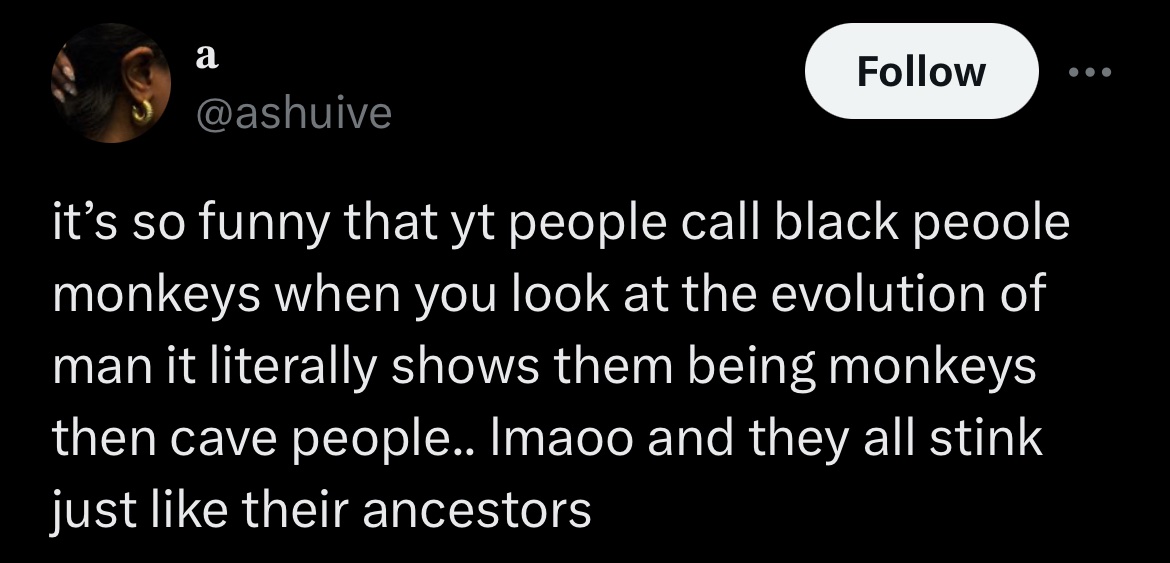 a
Follow
@ashuive
it’s so funny that yt people call black peoole
monkeys when you look at the evolution of
man it literally shows them being monkeys
then cave people.. lmaoo and they all stink
just like their ancestors